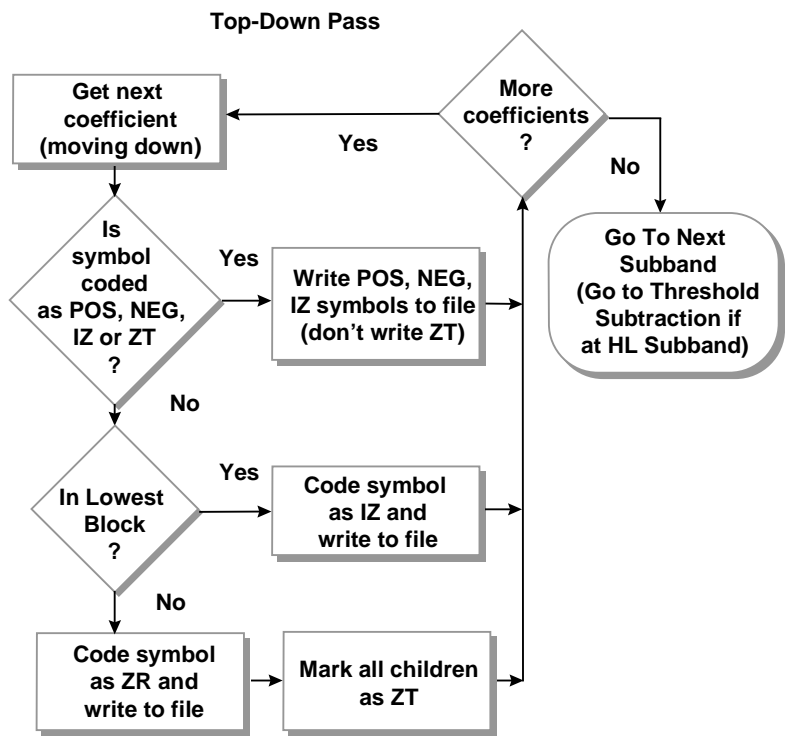 Top-Down Pass
Get next
coefficient
(moving down)
More
coefficients
?
Yes
No
Go To Next
Subband
(Go to Threshold
Subtraction if
at HL Subband)
Is
symbol
coded
as POS, NEG,
IZ or ZT
?
Yes
Write POS, NEG,
IZ symbols to file
(don't write ZT)
No
In Lowest
Block
?
Yes
Code symbol
as IZ and
write to file
No
Code symbol
as ZR and
write to file
Mark all children
as ZT